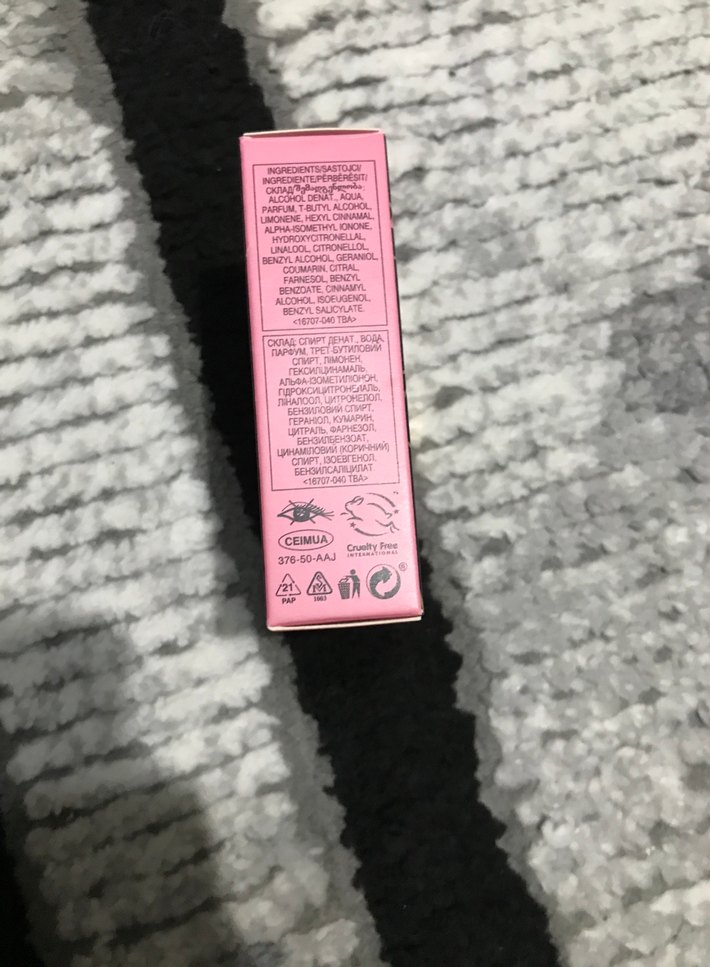 INGREDIENTS/SASTOJCI/
INGREDIENTE/PËRBËRËSIT/
СКЛАД/შემადგენლობა:
ALCOHOL DENAT., AQUA,
PARFUM, T-BUTYL ALCOHOL,
LIMONENE, HEXYL CINNAMAL,
ALPHA-ISOMETHYL IONONE,
HYDROXYCITRONELLAL,
LINALOOL, CITRONELLOL,
BENZYL ALCOHOL, GERANIOL,
COUMARIN, CITRAL,
FARNESOL, BENZYL
BENZOATE, CINNAMYL
ALCOHOL, ISOEUGENOL,
BENZYL SALICYLATE.
<16707-040 TBA>
СКЛАД: СПИРТ ДЕНАТ., ВОДА,
ПАРФУМ, ТРЕТ-БУТИЛОВИЙ
СПИРТ, ЛІМОНЕН,
ГЕКСИЛЦИНАМАЛЬ,
АЛЬФА-ІЗОМЕТИЛІОНОН,
ГІДРОКСИЦИТРОНЕЛАЛЬ,
ЛІНАЛООЛ, ЦИТРОНЕЛОЛ,
БЕНЗИЛОВИЙ СПИРТ,
ГЕРАНІОЛ, КУМАРИН,
ЦИТРАЛЬ, ФАРНЕЗОЛ,
БЕНЗИЛБЕНЗОАТ,
ЦИНАМІЛОВИЙ (КОРИЧНИЙ)
СПИРТ, ІЗОЕВГЕНОЛ,
БЕНЗИЛСАЛІЦИЛАТ.
<16707-040 TBA>
CEIMUA
376-50-AAJ
Cruelty Free
INTERNATIONAL
21
PAP
1003
®